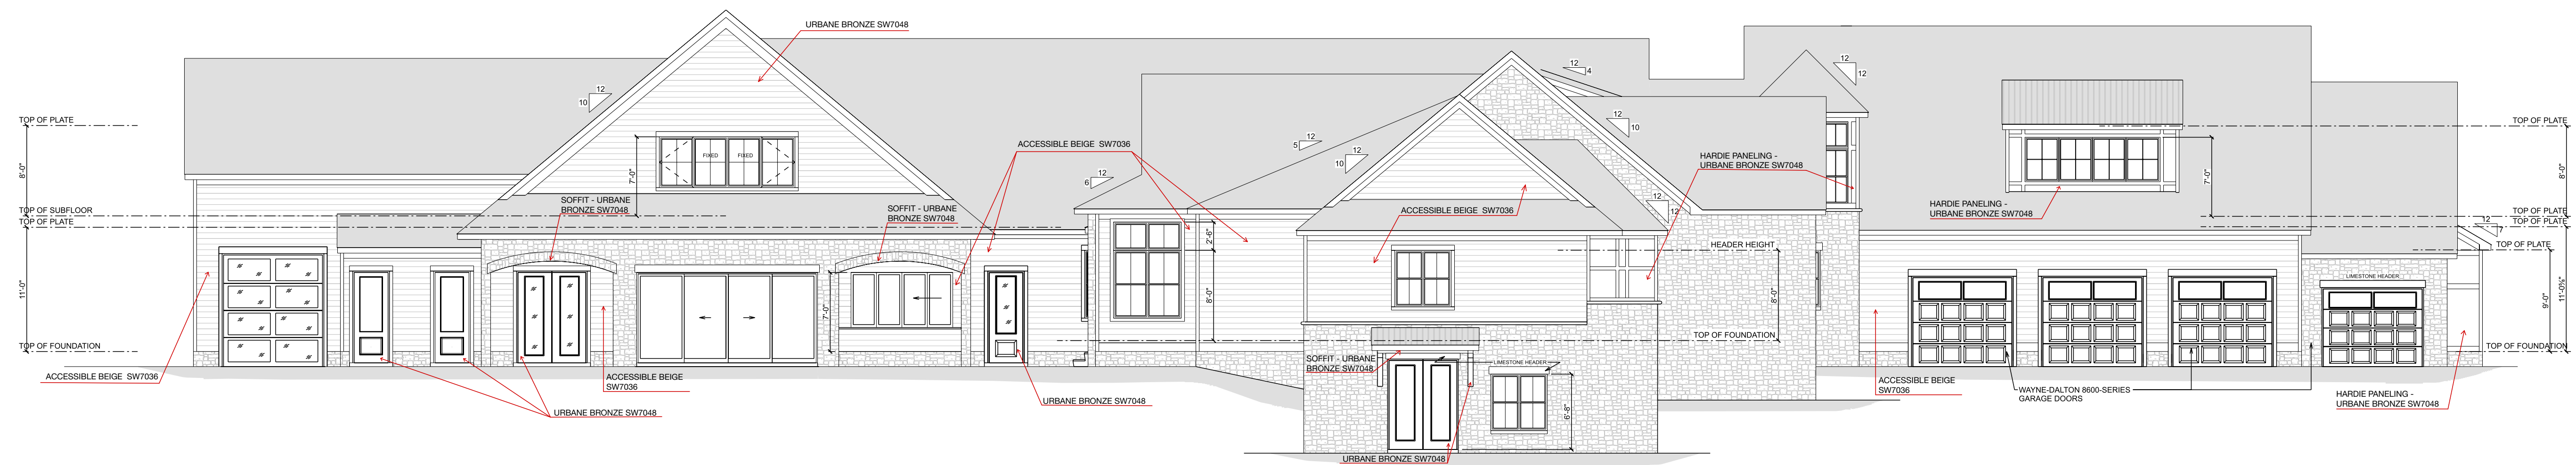 URBANE BRONZE SW7048
12
10
FIXED
FIXED
7'-0"
TOP OF PLATE
8'-0"
TOP OF SUBFLOOR
TOP OF PLATE
11'-0"
TOP OF FOUNDATION
ACCESSIBLE BEIGE  SW7036
SOFFIT - URBANE
BRONZE SW7048
SOFFIT - URBANE
BRONZE SW7048
7'-0"
ACCESSIBLE BEIGE
SW7036
URBANE BRONZE SW7048
ACCESSIBLE BEIGE  SW7036
12
6
2'-6"
8'-0"
URBANE BRONZE SW7048
12
5
12
10
12
4
12
10
12
12
ACCESSIBLE BEIGE  SW7036
HARDIE PANELING -
URBANE BRONZE SW7048
12
12
HEADER HEIGHT
8'-0"
TOP OF FOUNDATION
SOFFIT - URBANE
BRONZE SW7048
LIMESTONE HEADER
6'-8"
URBANE BRONZE SW7048
HARDIE PANELING -
URBANE BRONZE SW7048
7'-0"
TOP OF PLATE
8'-0"
TOP OF PLATE
TOP OF PLATE
12
7
TOP OF PLATE
LIMESTONE HEADER
9'-0"
11'-0⅝"
TOP OF FOUNDATION
ACCESSIBLE BEIGE
SW7036
WAYNE-DALTON 8600-SERIES
GARAGE DOORS
HARDIE PANELING -
URBANE BRONZE SW7048